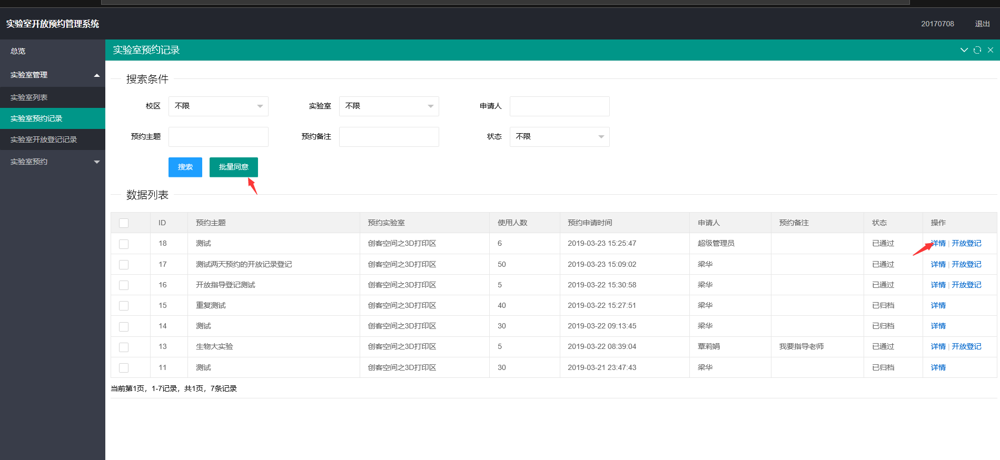 实验室开放预约管理系统
20170708 退出
总览
实验室管理
实验室列表
实验室预约记录
实验室开放登记记录
实验室预约
实验室预约记录
搜索条件
校区 不限 实验室 不限 申请人
预约主题 预约备注 状态 不限
搜索 批量同意
数据列表
ID 预约主题 预约实验室 使用人数 预约申请时间 申请人 预约备注 状态 操作
18 测试 创客空间之3D打印区 6 2019-03-23 15:25:47 超级管理员 已通过 详情 | 开放登记
17 测试两天预约的开放记录登记 创客空间之3D打印区 50 2019-03-23 15:09:02 梁华 已通过 详情 | 开放登记
16 开放指导登记测试 创客空间之3D打印区 5 2019-03-22 15:30:58 梁华 已通过 详情 | 开放登记
15 重复测试 创客空间之3D打印区 40 2019-03-22 15:27:51 梁华 已归档 详情
14 测试 创客空间之3D打印区 30 2019-03-22 09:13:45 梁华 已归档 详情
13 生物大实验 创客空间之3D打印区 5 2019-03-22 08:39:04 覃莉娟 我要指导老师 已通过 详情 | 开放登记
11 测试 创客空间之3D打印区 30 2019-03-21 23:47:43 梁华 已归档 详情
当前第1页，1-7记录，共1页，7条记录